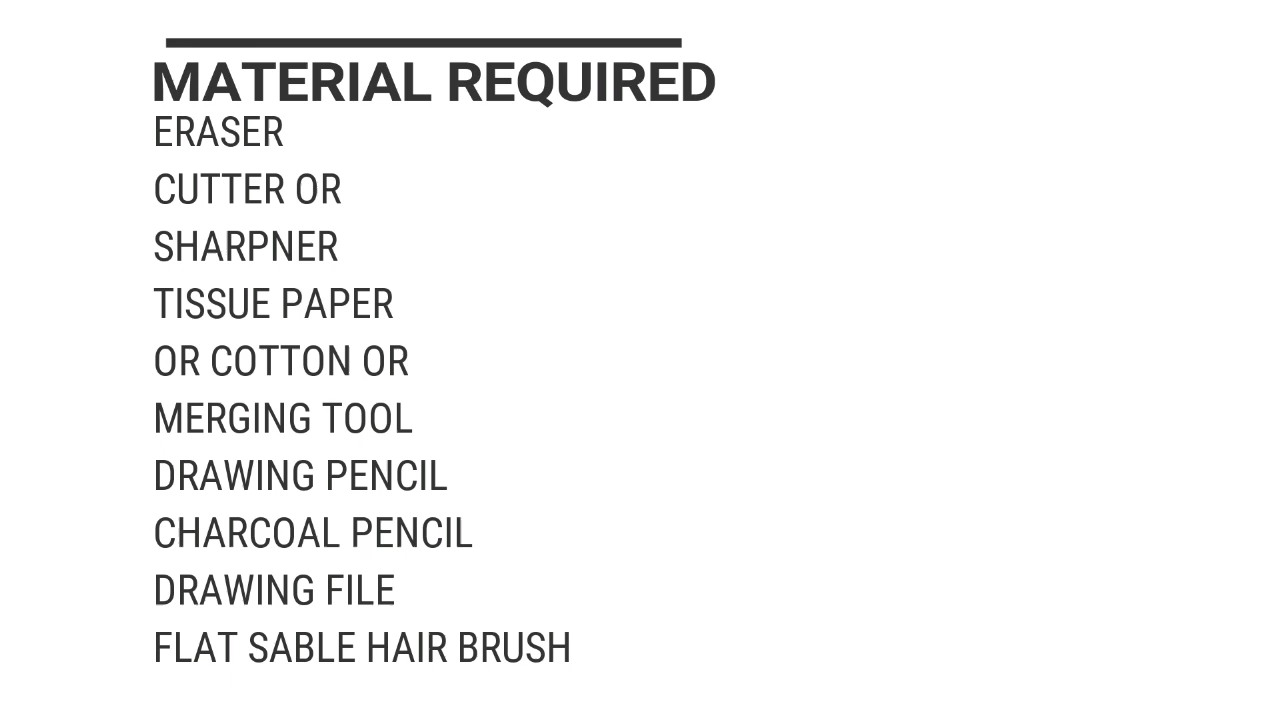 MATERIAL REQUIRED
ERASER
CUTTER OR
SHARPNER
TISSUE PAPER
OR COTTON OR
MERGING TOOL
DRAWING PENCIL
CHARCOAL PENCIL
DRAWING FILE
FLAT SABLE HAIR BRUSH